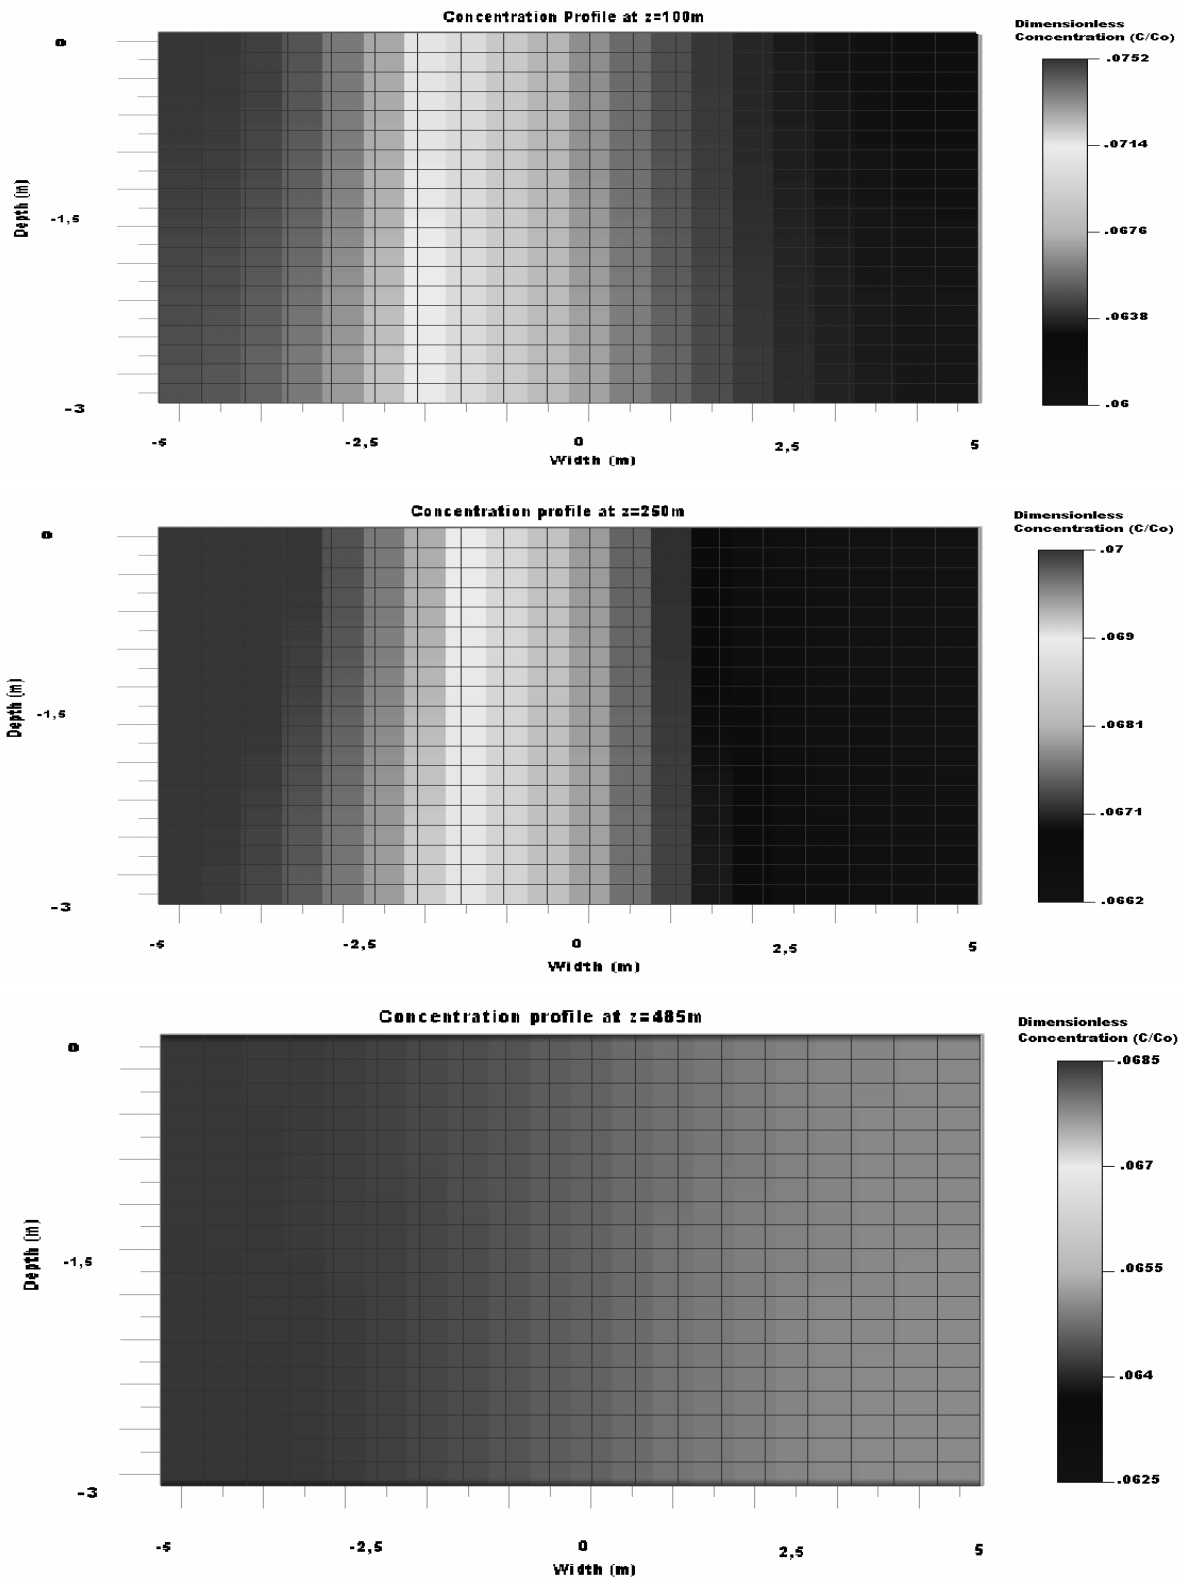 Concentration Profile at z=100m
Dimensionless
Concentration (C/Co)
0
.0752
.0714
Depth (m)
-1,5
.0676
.0638
-3
.06
-5
-2,5
0
2,5
5
Width (m)
Concentration profile at z=250m
Dimensionless
Concentration (C/Co)
0
.07
.069
Depth (m)
-1,5
.0681
.0671
-3
.0662
-5
-2,5
0
2,5
5
Width (m)
Concentration profile at z=485m
Dimensionless
Concentration (C/Co)
0
.0685
.067
Depth (m)
-1,5
.0655
.064
-3
.0625
-5
-2,5
0
2,5
5
Width (m)